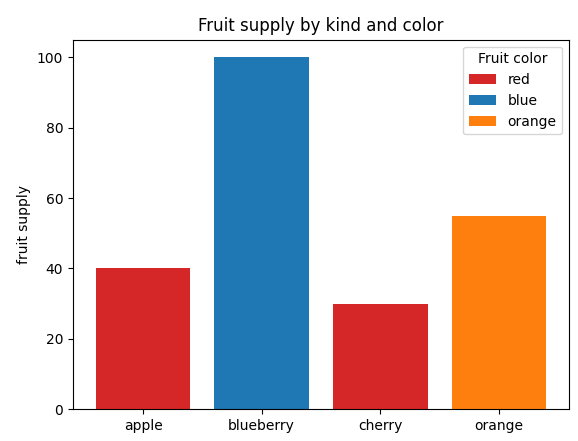 Fruit supply by kind and color
Fruit color
red
blue
orange
fruit supply
100
80
60
40
20
0
apple
blueberry
cherry
orange